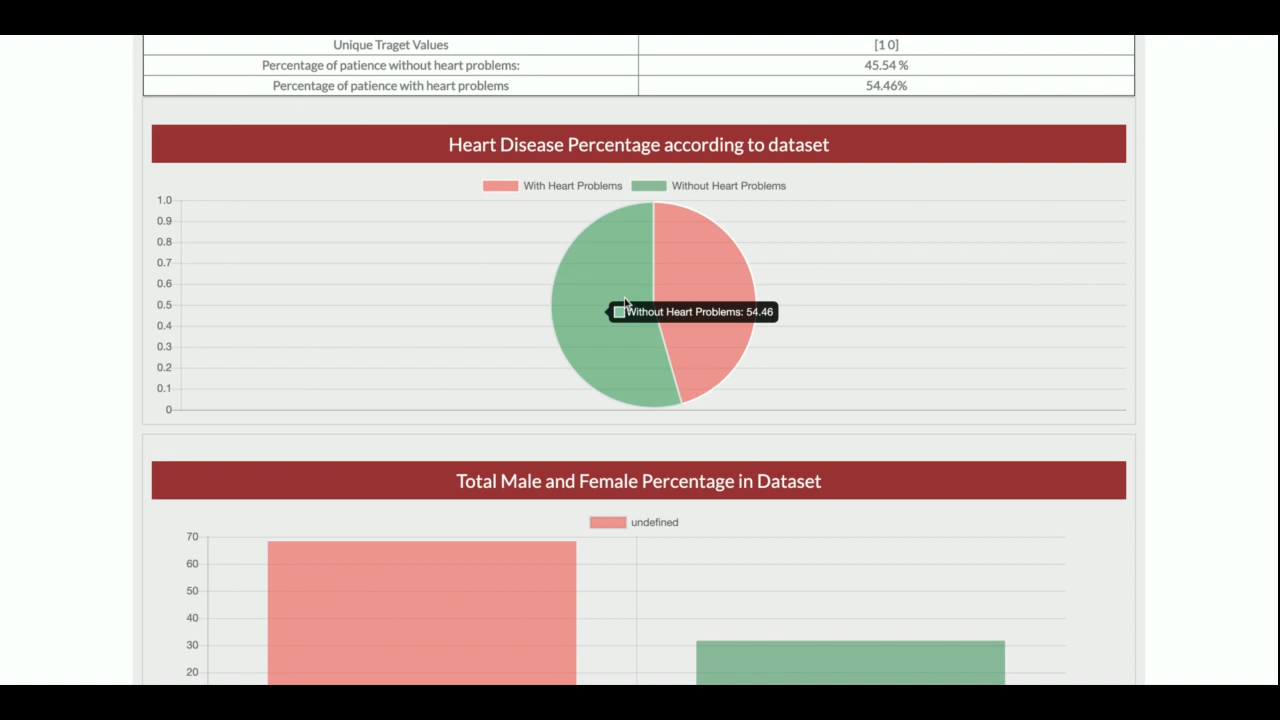 Unique Traget Values [1 0]
Percentage of patience without heart problems: 45.54 %
Percentage of patience with heart problems 54.46%
Heart Disease Percentage according to dataset
With Heart Problems Without Heart Problems
1.0
0.9
0.8
0.7
0.6
0.5
Without Heart Problems: 54.46
0.4
0.3
0.2
0.1
0
Total Male and Female Percentage in Dataset
undefined
70
60
50
40
30
20